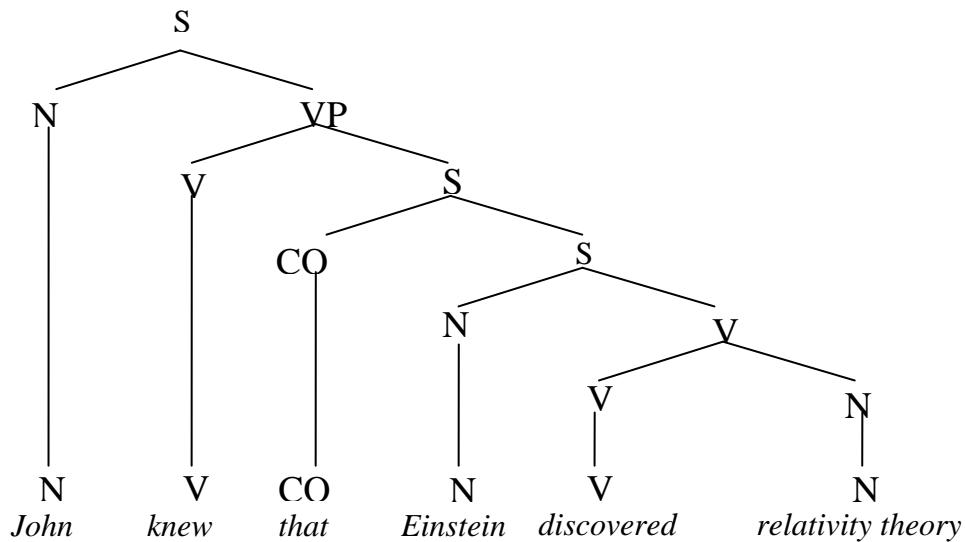 S
N VP
V S
CO S
N V
V N
N V CO N V N
John knew that Einstein discovered relativity theory